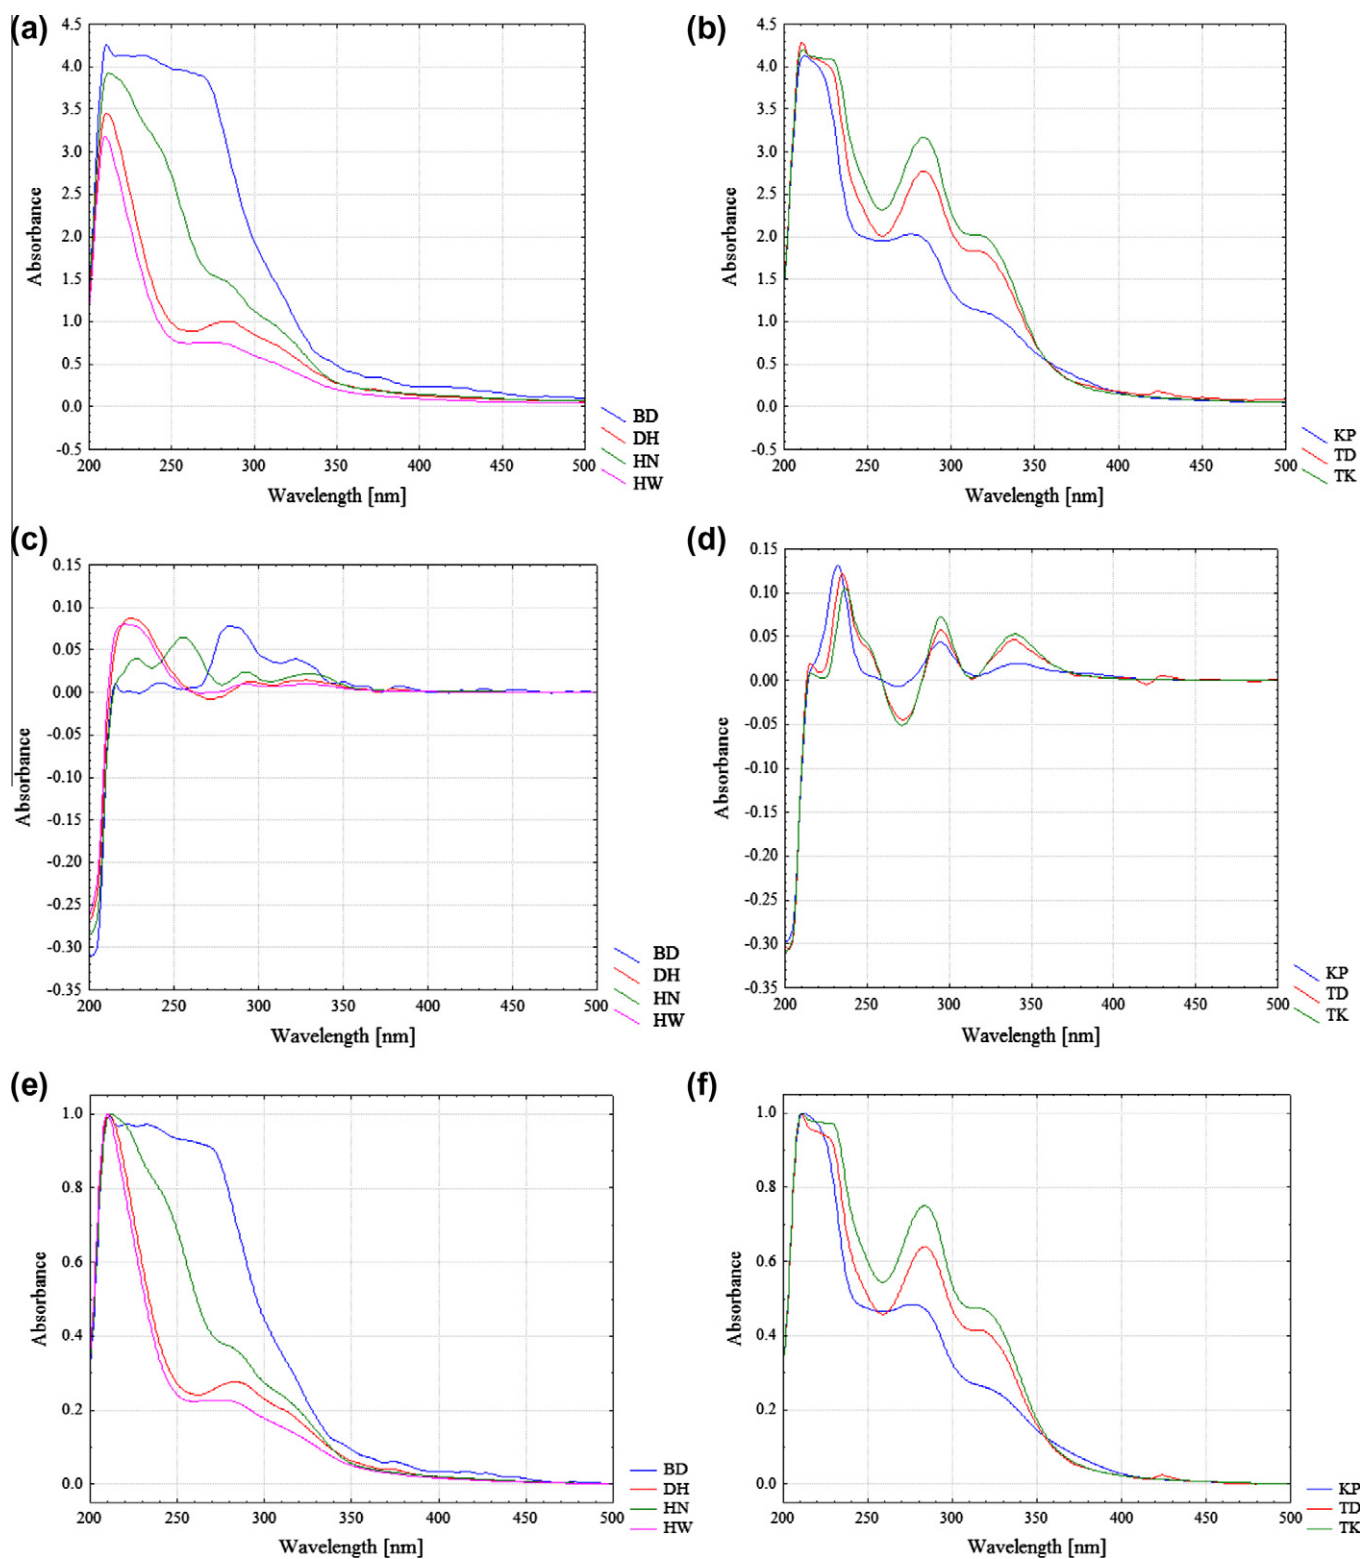 (a)
4.5
4.0
3.5
3.0
2.5
2.0
1.5
1.0
0.5
0.0
-0.5
Absorbance
200 250 300 350 400 450 500
Wavelength [nm]
BD
DH
HN
HW
(b)
4.5
4.0
3.5
3.0
2.5
2.0
1.5
1.0
0.5
0.0
-0.5
Absorbance
200 250 300 350 400 450 500
Wavelength [nm]
KP
TD
TK
(c)
0.15
0.10
0.05
0.00
-0.05
-0.10
-0.15
-0.20
-0.25
-0.30
-0.35
Absorbance
200 250 300 350 400 450 500
Wavelength [nm]
BD
DH
HN
HW
(d)
0.15
0.10
0.05
0.00
-0.05
-0.10
-0.15
-0.20
-0.25
-0.30
-0.35
Absorbance
200 250 300 350 400 450 500
Wavelength [nm]
KP
TD
TK
(e)
1.0
0.8
0.6
0.4
0.2
0.0
Absorbance
200 250 300 350 400 450 500
Wavelength [nm]
BD
DH
HN
HW
(f)
1.0
0.8
0.6
0.4
0.2
0.0
Absorbance
200 250 300 350 400 450 500
Wavelength [nm]
KP
TD
TK